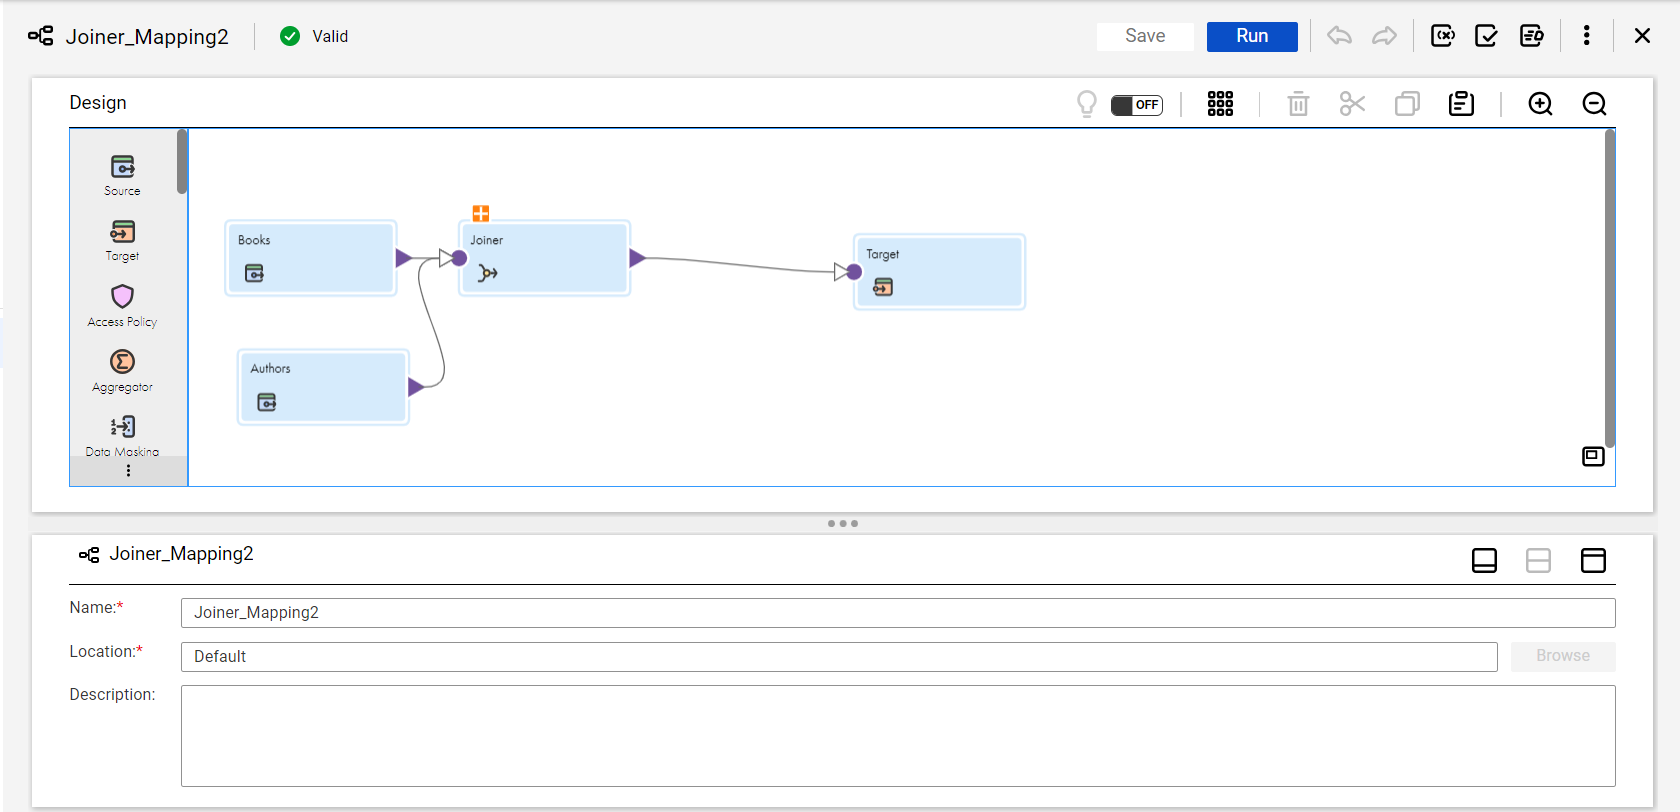 Joiner_Mapping2
Valid
Save
Run
Design
OFF
Source
Target
Access Policy
Aggregator
Data Masking
Books
Joiner
Target
Authors
Joiner_Mapping2
Name:*
Joiner_Mapping2
Location:*
Default
Browse
Description: